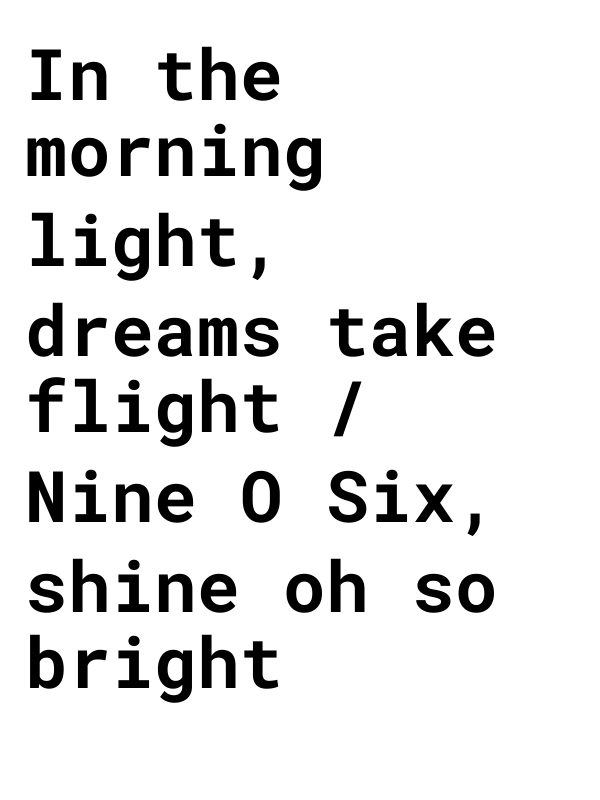 In the
morning
light,
dreams take
flight /
Nine O Six,
shine oh so
bright